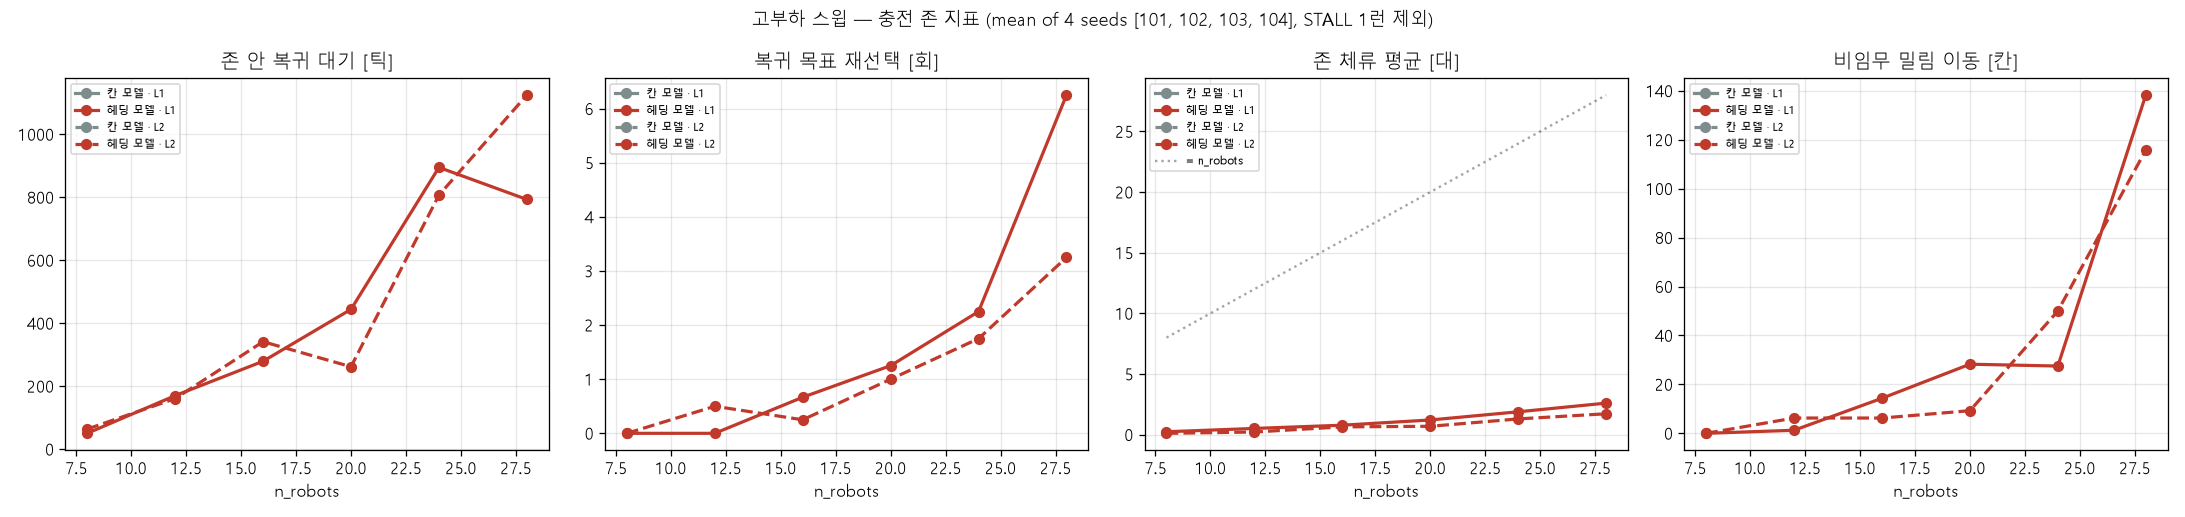 고부하 스윕 — 충전 존 지표 (mean of 4 seeds [101, 102, 103, 104], STALL 1런 제외)
존 안 복귀 대기 [틱]
칸 모델 · L1
헤딩 모델 · L1
칸 모델 · L2
헤딩 모델 · L2
1000
800
600
400
200
0
7.5 10.0 12.5 15.0 17.5 20.0 22.5 25.0 27.5
n_robots
복귀 목표 재선택 [회]
칸 모델 · L1
헤딩 모델 · L1
칸 모델 · L2
헤딩 모델 · L2
6
5
4
3
2
1
0
7.5 10.0 12.5 15.0 17.5 20.0 22.5 25.0 27.5
n_robots
존 체류 평균 [대]
칸 모델 · L1
헤딩 모델 · L1
칸 모델 · L2
헤딩 모델 · L2
= n_robots
25
20
15
10
5
0
7.5 10.0 12.5 15.0 17.5 20.0 22.5 25.0 27.5
n_robots
비임무 밀림 이동 [칸]
칸 모델 · L1
헤딩 모델 · L1
칸 모델 · L2
헤딩 모델 · L2
140
120
100
80
60
40
20
0
7.5 10.0 12.5 15.0 17.5 20.0 22.5 25.0 27.5
n_robots